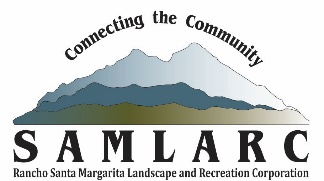 Connecting the Community
SAMLARC
Rancho Santa Margarita Landscape and Recreation Corporation